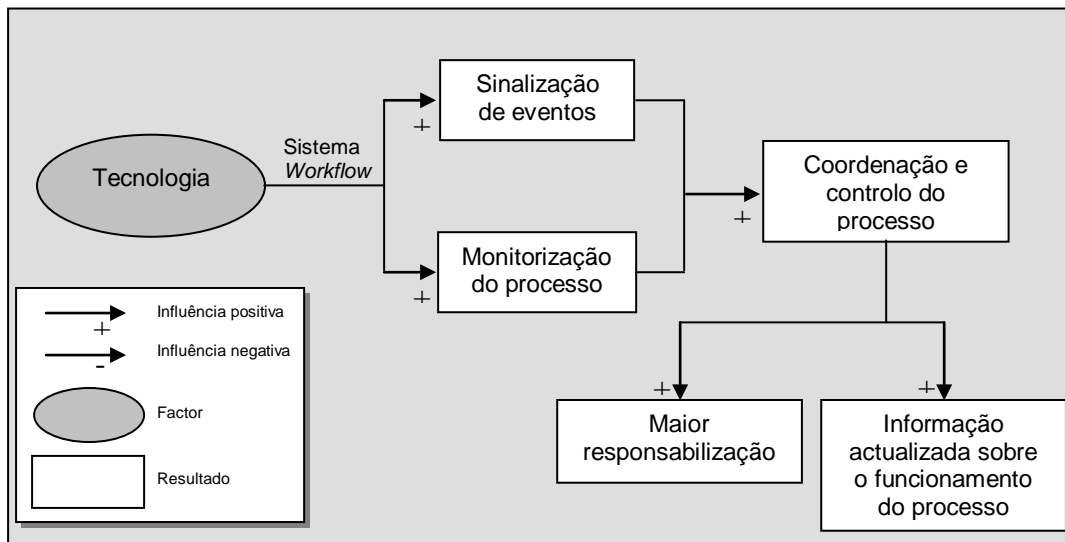 Sinalização
de eventos
Tecnologia
Sistema
Workflow
+
Coordenação e
controlo do
processo
+
Monitorização
do processo
+
Influência positiva
+
Influência negativa
-
Factor
Resultado
+
Maior
responsabilização
+
Informação
actualizada sobre
o funcionamento
do processo